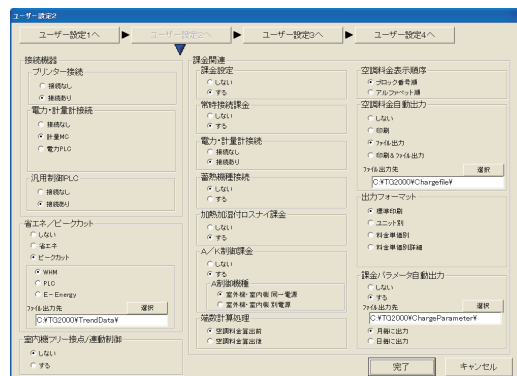 ユーザー設定2
ユーザー設定1へ
ユーザー設定2へ
ユーザー設定3へ
ユーザー設定4へ
接続機器
プリンター接続
接続なし
接続あり
電力・計量計接続
接続なし
計量MC
電力PLC
汎用制御PLC
接続なし
接続あり
省エネ/ピークカット
しない
省エネ
ピークカット
WHM
PLC
E-Energy
ファイル出力先
選択
C:¥TG2000¥TrendData¥
室内機フリー接点/連動制御
しない
する
課金関連
課金設定
しない
する
常時接続課金
しない
する
電力・計量計接続
接続なし
接続あり
蓄熱機種接続
しない
する
加熱加湿付ロスナイ課金
しない
する
A/K制御課金
しない
する
A制御機種
室外機・室内機 同一電源
室外機・室内機 別電源
端数計算処理
空調料金算出前
空調料金算出後
空調料金表示順序
ブロック番号順
アルファベット順
空調料金自動出力
しない
印刷
ファイル出力
印刷&ファイル出力
ファイル出力先
選択
C:¥TG2000¥Chargefile¥
出力フォーマット
標準印刷
ユニット別
料金単価別
料金単価別詳細
課金パラメータ自動出力
しない
する
ファイル出力先
選択
C:¥TG2000¥ChargeParameter¥
月毎に出力
日毎に出力
完了
キャンセル